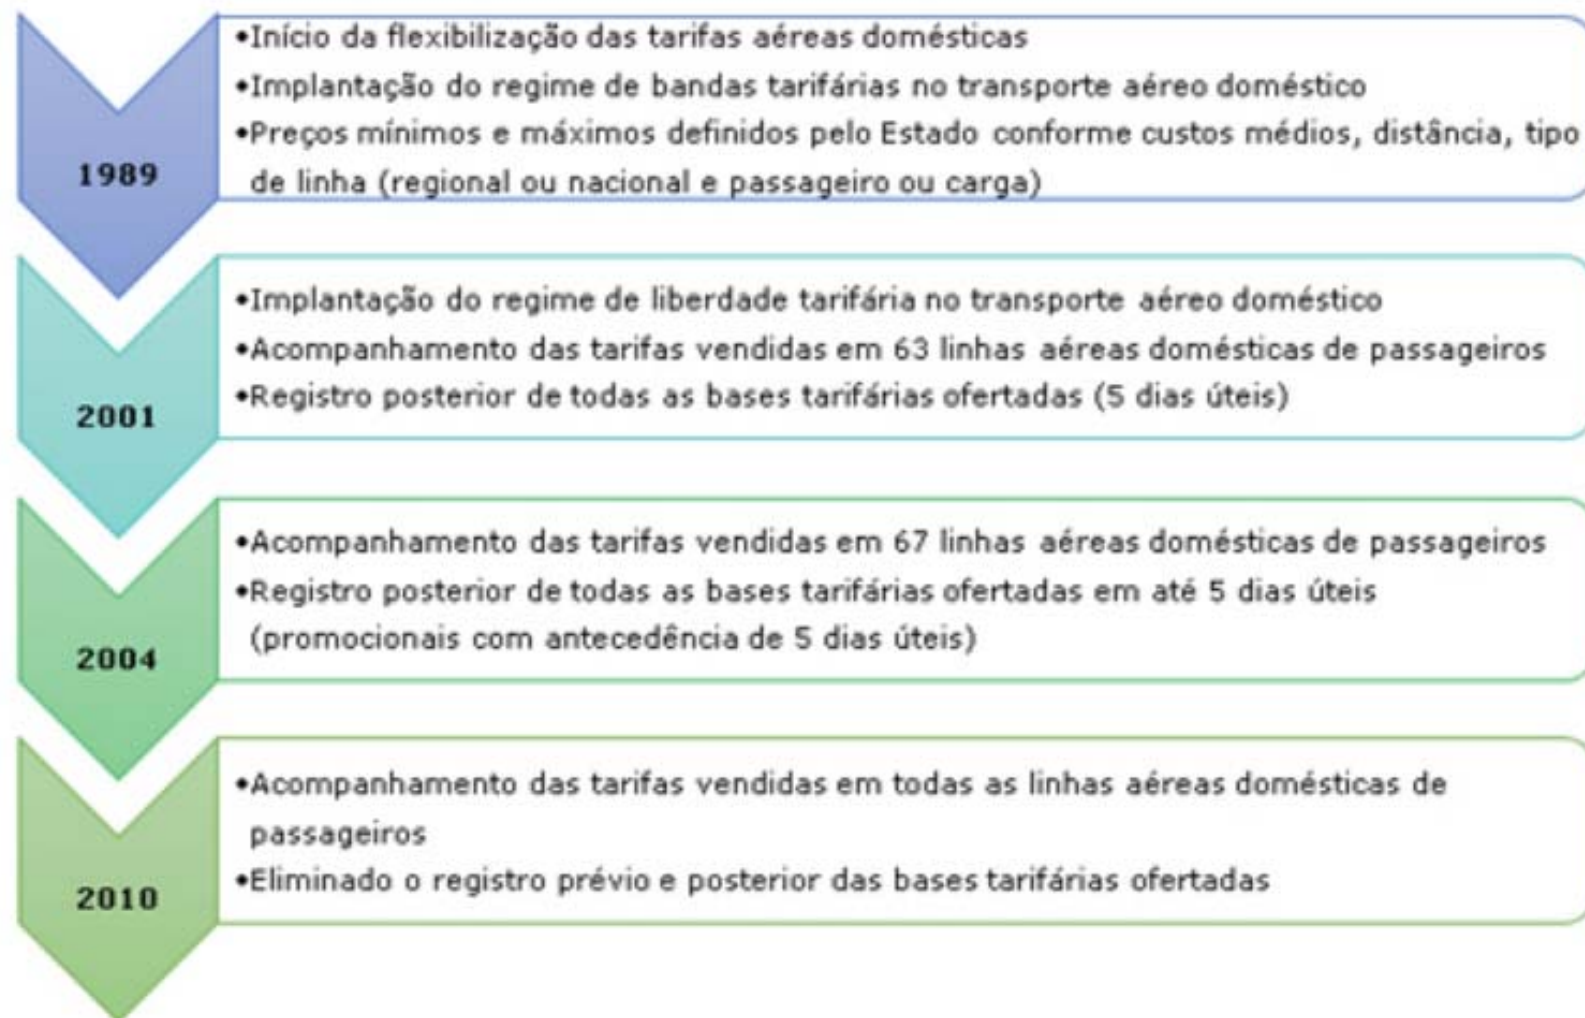 1989
•Início da flexibilização das tarifas aéreas domésticas
•Implantação do regime de bandas tarifárias no transporte aéreo doméstico
•Preços mínimos e máximos definidos pelo Estado conforme custos médios, distância, tipo
de linha (regional ou nacional e passageiro ou carga)
2001
•Implantação do regime de liberdade tarifária no transporte aéreo doméstico
•Acompanhamento das tarifas vendidas em 63 linhas aéreas domésticas de passageiros
•Registro posterior de todas as bases tarifárias ofertadas (5 dias úteis)
2004
•Acompanhamento das tarifas vendidas em 67 linhas aéreas domésticas de passageiros
•Registro posterior de todas as bases tarifárias ofertadas em até 5 dias úteis
(promocionais com antecedência de 5 dias úteis)
2010
•Acompanhamento das tarifas vendidas em todas as linhas aéreas domésticas de
passageiros
•Eliminado o registro prévio e posterior das bases tarifárias ofertadas